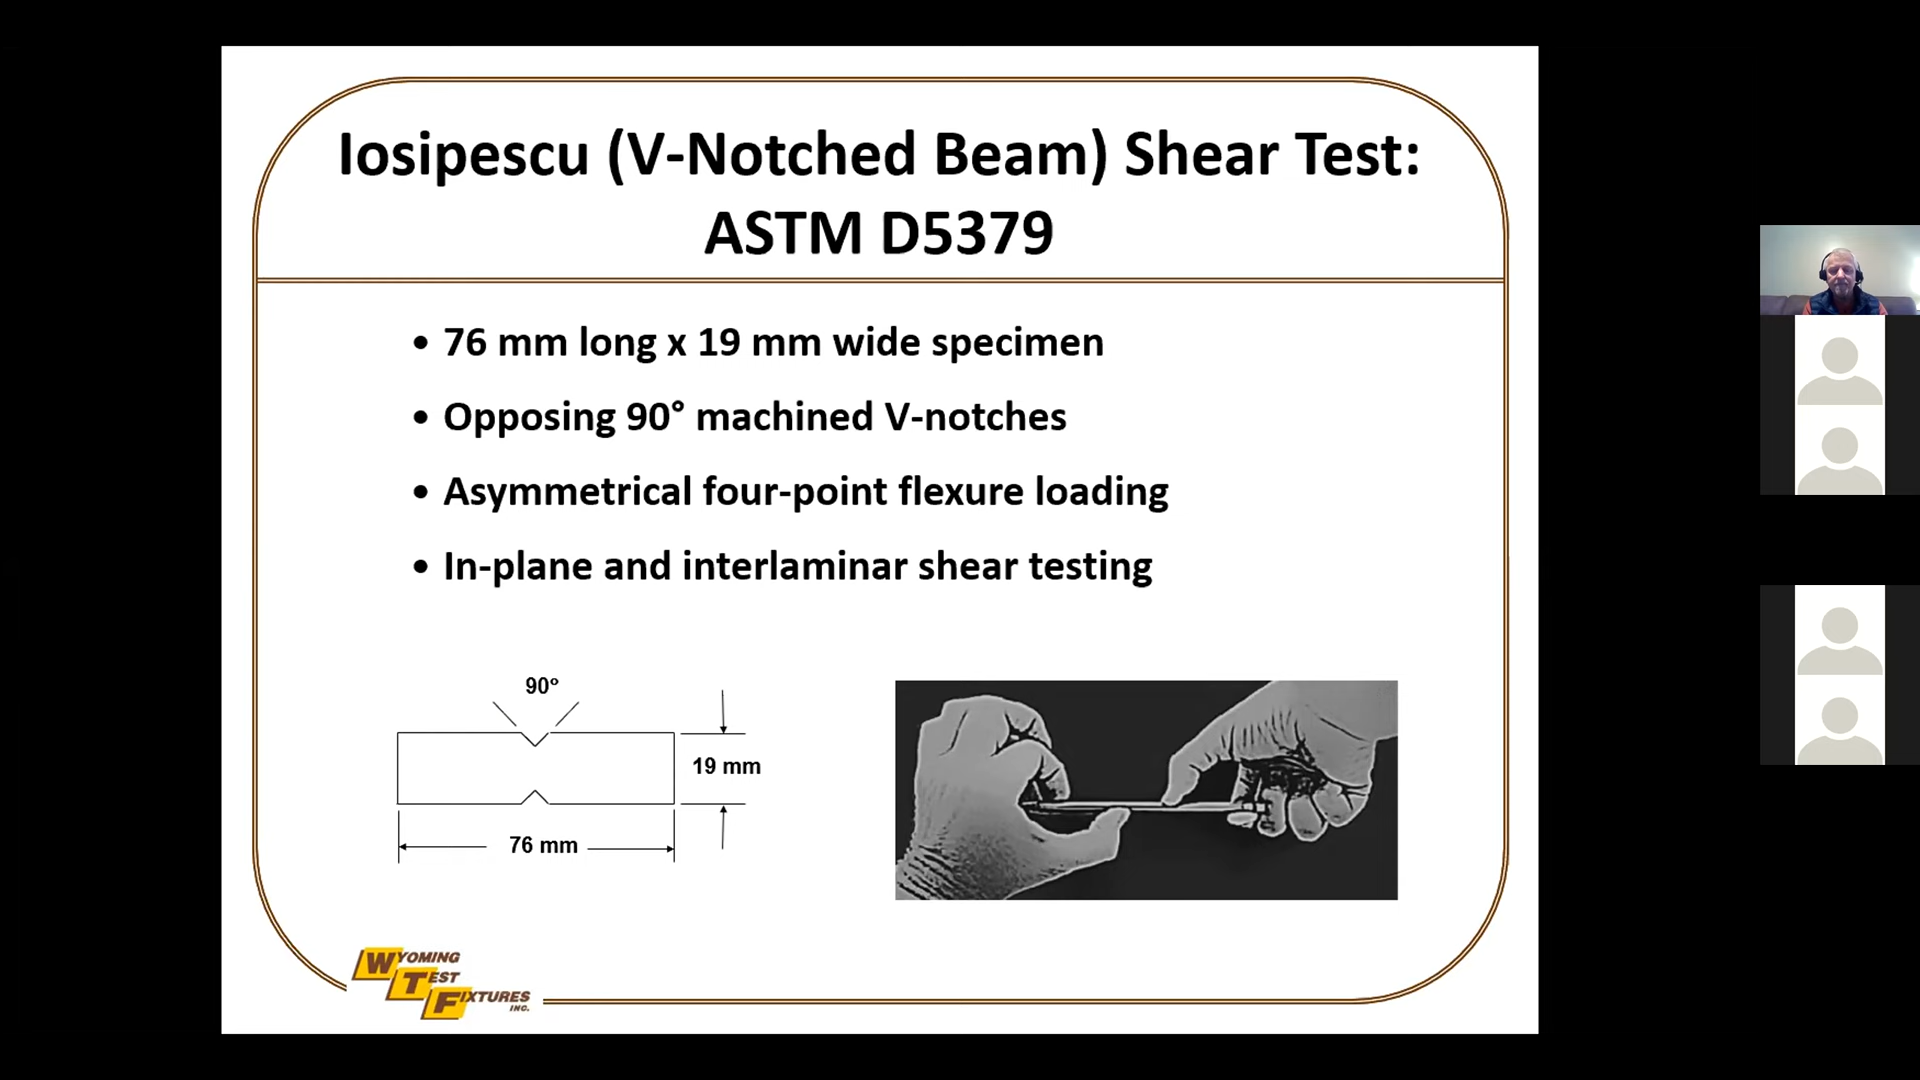 Iosipescu (V-Notched Beam) Shear Test:
ASTM D5379
• 76 mm long x 19 mm wide specimen
• Opposing 90° machined V-notches
• Asymmetrical four-point flexure loading
• In-plane and interlaminar shear testing
90°
19 mm
76 mm
WYOMING
TEST
FIXTURES
INC.